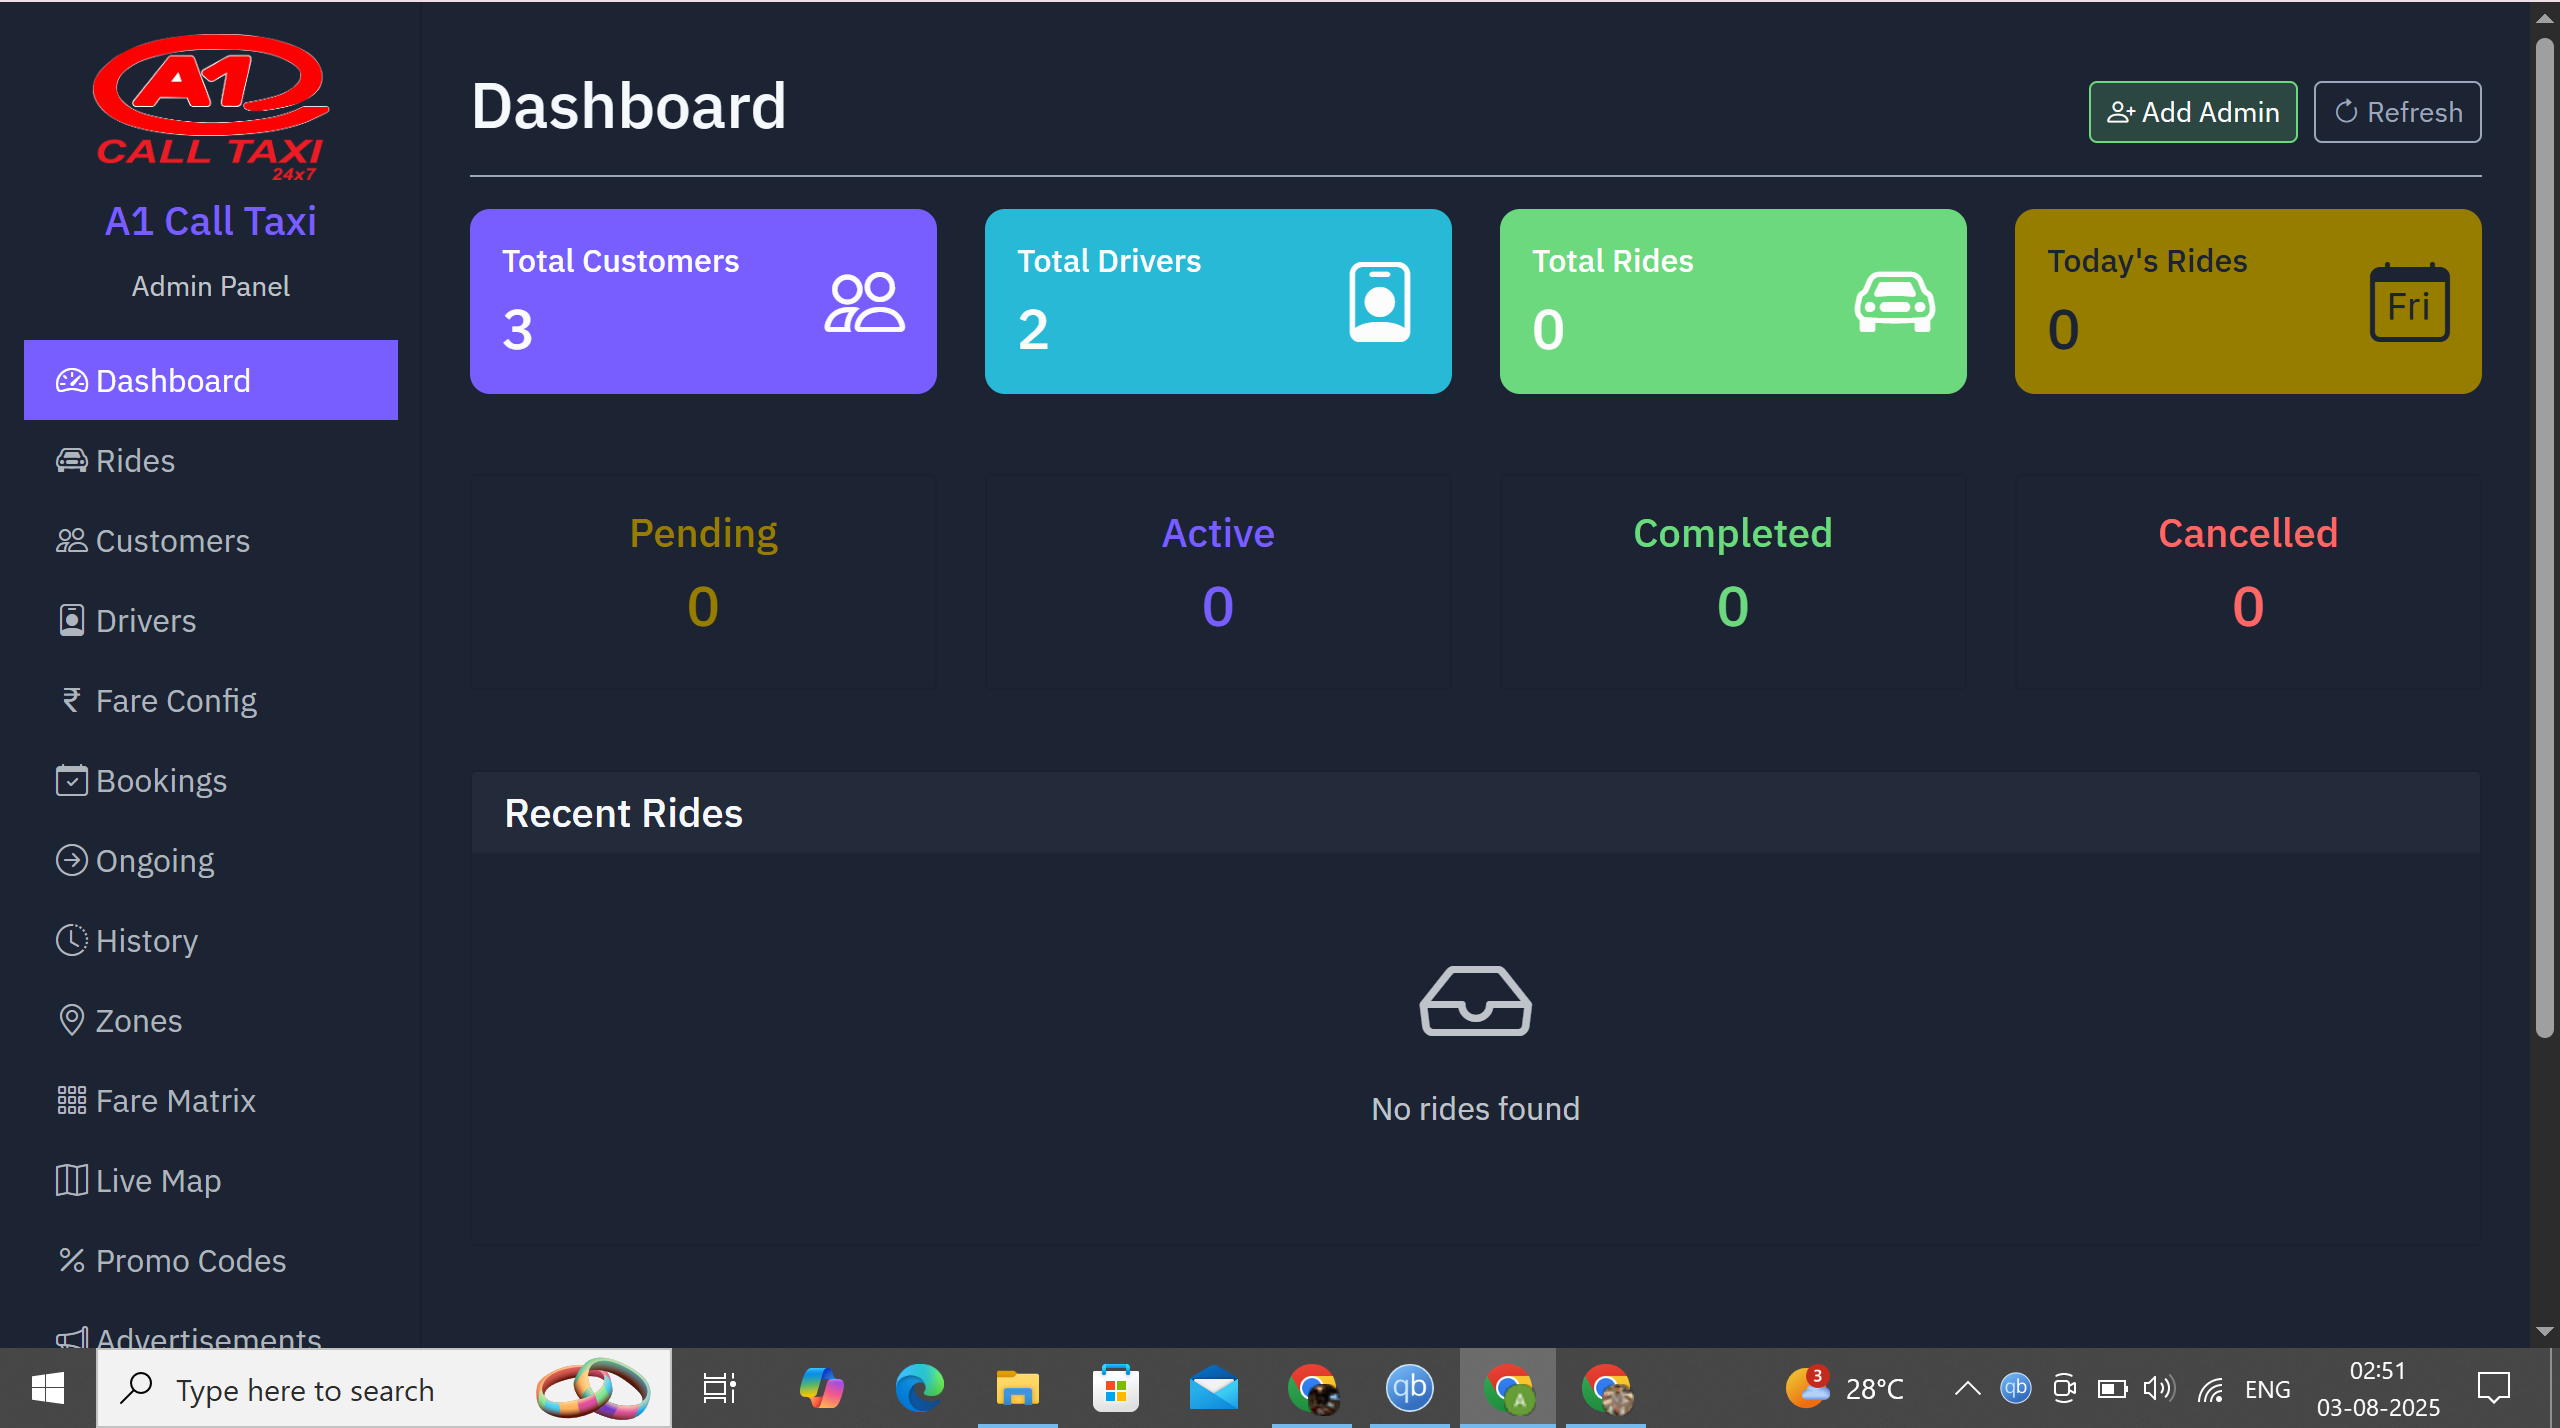 A1
CALL TAXI
24x7
A1 Call Taxi
Admin Panel
Dashboard
Rides
Customers
Drivers
₹ Fare Config
Bookings
Ongoing
History
Zones
Fare Matrix
Live Map
% Promo Codes
Advertisements
Dashboard
Add Admin
Refresh
Total Customers
3
Total Drivers
2
Total Rides
0
Today's Rides
0
Fri
Pending
0
Active
0
Completed
0
Cancelled
0
Recent Rides
No rides found
Type here to search
qb
A
3
28°C
qb
ENG
02:51
03-08-2025